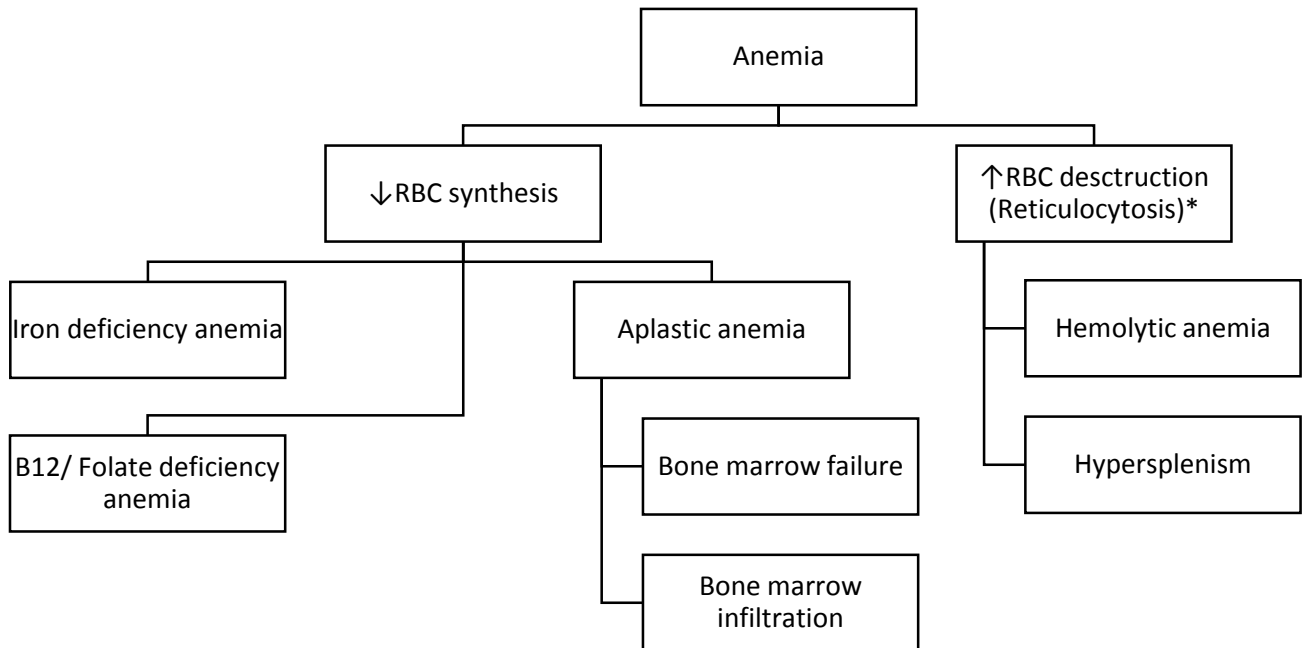 Anemia
↓RBC synthesis
↑RBC desctruction
(Reticulocytosis)*
Iron deficiency anemia
Aplastic anemia
Hemolytic anemia
B12/ Folate deficiency
anemia
Bone marrow failure
Hypersplenism
Bone marrow
infiltration